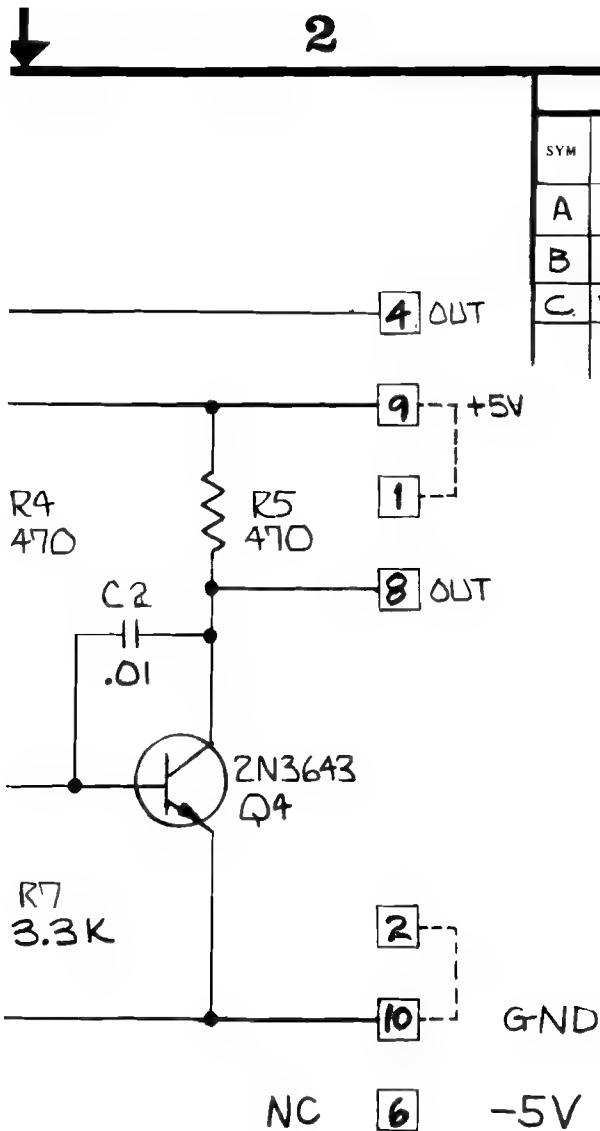 2
SYM
A
B
C.
4 OUT
9 +5V
1
R4
470
R5
470
8 OUT
C2
.01
2N3643
Q4
R7
3.3K
2
10 GND
NC 6 -5V